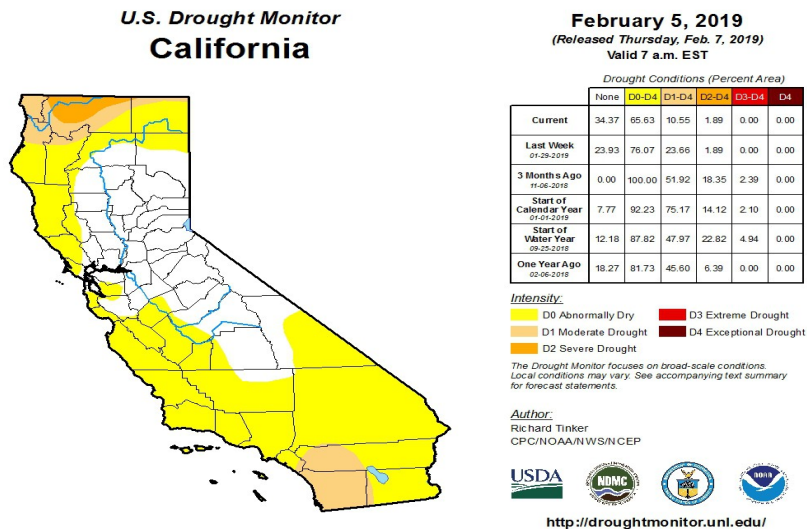 U.S. Drought Monitor
California
February 5, 2019
(Released Thursday, Feb. 7, 2019)
Valid 7 a.m. EST
Drought Conditions (Percent Area)
None D0-D4 D1-D4 D2-D4 D3-D4 D4
Current 34.37 65.63 10.55 1.89 0.00 0.00
Last Week
01-29-2019 23.93 76.07 23.66 1.89 0.00 0.00
3 Months Ago
11-06-2018 0.00 100.00 51.92 18.35 2.39 0.00
Start of
Calendar Year
01-01-2019 7.77 92.23 75.17 14.12 2.10 0.00
Start of
Water Year
09-25-2018 12.18 87.82 47.97 22.82 4.94 0.00
One Year Ago
02-06-2018 18.27 81.73 45.60 6.39 0.00 0.00
Intensity:
D0 Abnormally Dry
D1 Moderate Drought
D2 Severe Drought
D3 Extreme Drought
D4 Exceptional Drought
The Drought Monitor focuses on broad-scale conditions.
Local conditions may vary. See accompanying text summary
for forecast statements.
Author:
Richard Tinker
CPC/NOAA/NWS/NCEP
USDA
NDMC
NOAA
http://droughtmonitor.unl.edu/